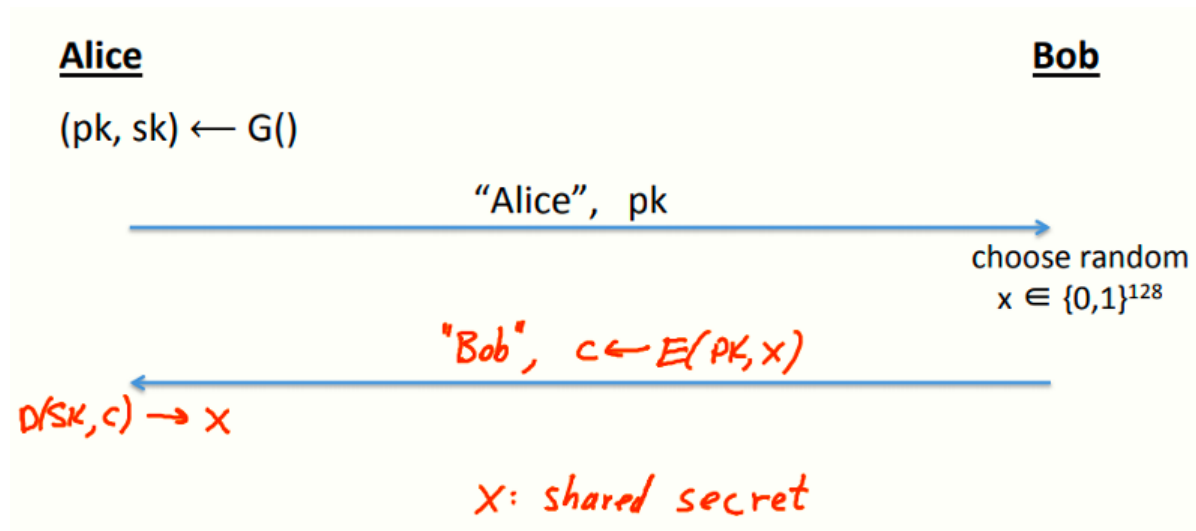 Alice
Bob
(pk, sk) ⟵ G()
“Alice”, pk
choose random
x ∈ {0,1}¹²⁸
"Bob", c ← E(PK, x)
D(SK, c) → X
X: shared secret